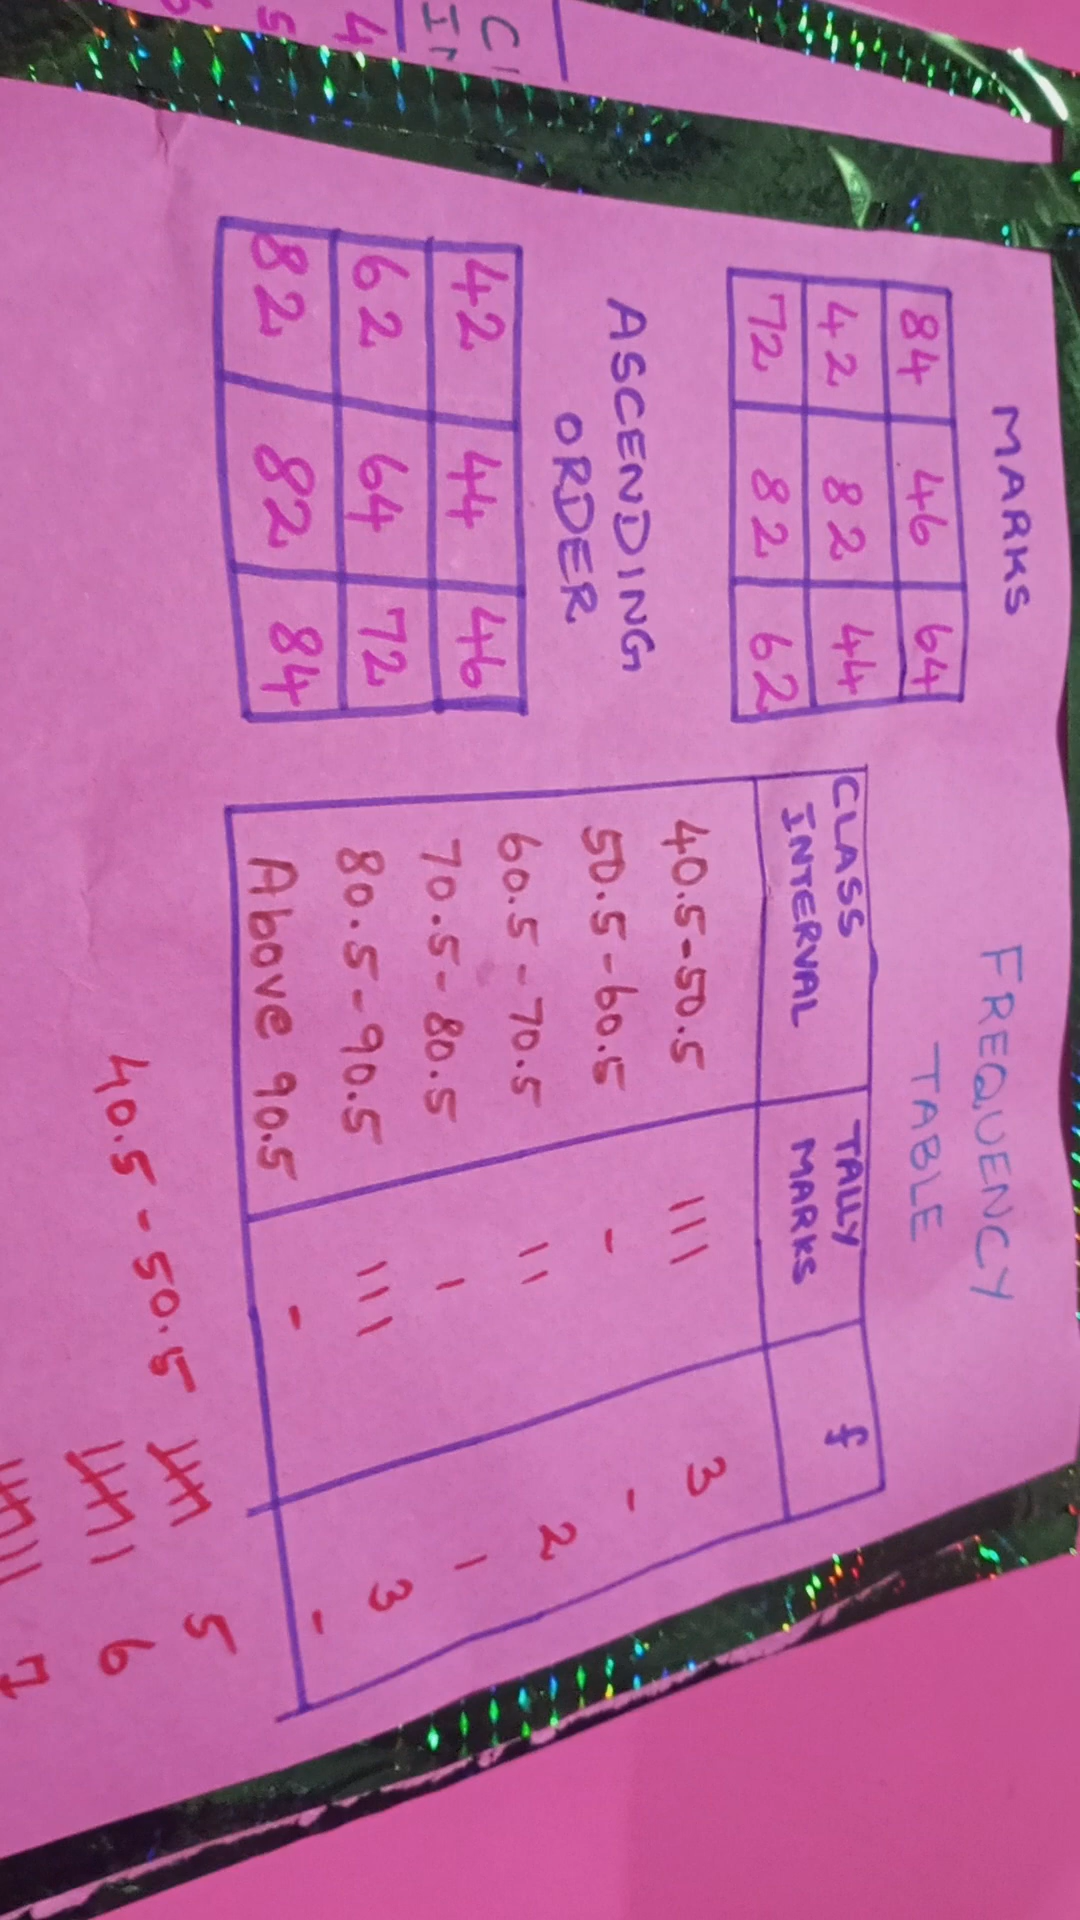 MARKS
84 46 64
42 82 44
72 82 62
ASCENDING
ORDER
42 44 46
62 64 72
82 82 84
FREQUENCY
TABLE
CLASS INTERVAL TALLY MARKS f
40.5-50.5 III 3
50.5-60.5 - -
60.5-70.5 II 2
70.5-80.5 I 1
80.5-90.5 III 3
Above 90.5 - -
40.5-50.5 5
6
7